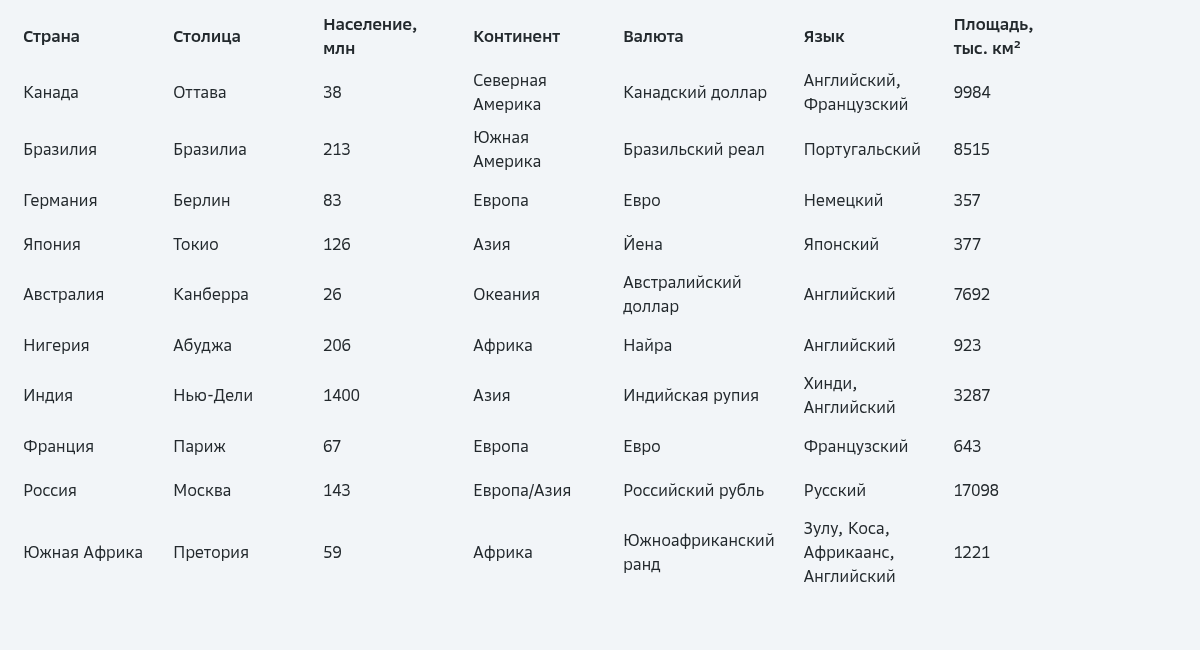 Страна Столица Население, млн Континент Валюта Язык Площадь, тыс. км²
Канада Оттава 38 Северная Америка Канадский доллар Английский, Французский 9984
Бразилия Бразилиа 213 Южная Америка Бразильский реал Португальский 8515
Германия Берлин 83 Европа Евро Немецкий 357
Япония Токио 126 Азия Йена Японский 377
Австралия Канберра 26 Океания Австралийский доллар Английский 7692
Нигерия Абуджа 206 Африка Найра Английский 923
Индия Нью-Дели 1400 Азия Индийская рупия Хинди, Английский 3287
Франция Париж 67 Европа Евро Французский 643
Россия Москва 143 Европа/Азия Российский рубль Русский 17098
Южная Африка Претория 59 Африка Южноафриканский ранд Зулу, Коса, Африкаанс, Английский 1221